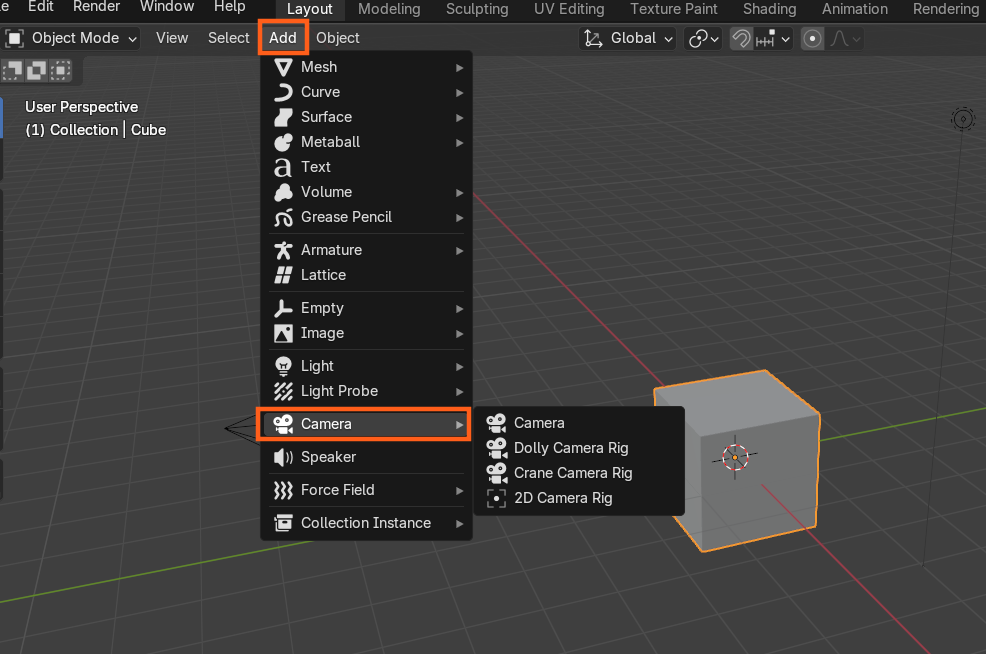 e Edit Render Window Help Layout Modeling Sculpting UV Editing Texture Paint Shading Animation Rendering
Object Mode View Select Add Object Global
User Perspective
(1) Collection | Cube
Mesh
Curve
Surface
Metaball
Text
Volume
Grease Pencil
Armature
Lattice
Empty
Image
Light
Light Probe
Camera
Speaker
Force Field
Collection Instance
Camera
Dolly Camera Rig
Crane Camera Rig
2D Camera Rig